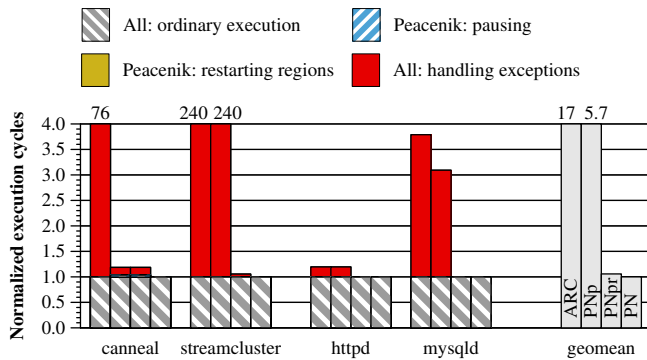 All: ordinary execution
Peacenik: pausing
Peacenik: restarting regions
All: handling exceptions
76
240 240
17 5.7
Normalized execution cycles
4.0
3.5
3.0
2.5
2.0
1.5
1.0
0.5
0.0
ARC
PNp
PNpr
PN
canneal streamcluster httpd mysqld geomean